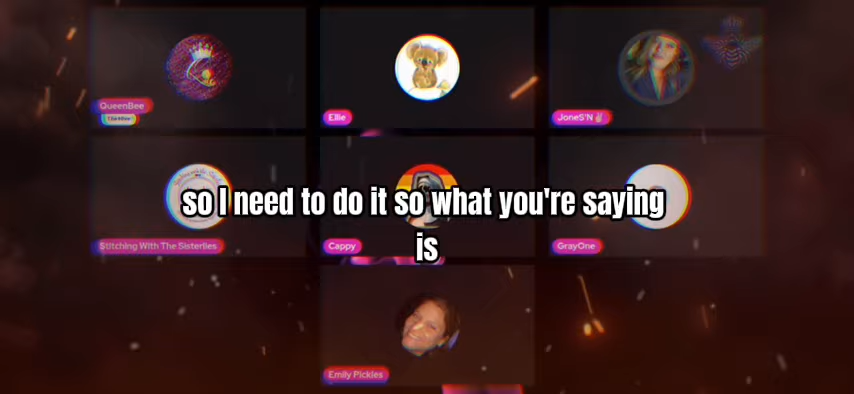 QueenBee
Ellie
JoneS'N ✌
so I need to do it so what you're saying
is
Stitching With The Sisterlies
Cappy
GrayOne
Emily Pickles